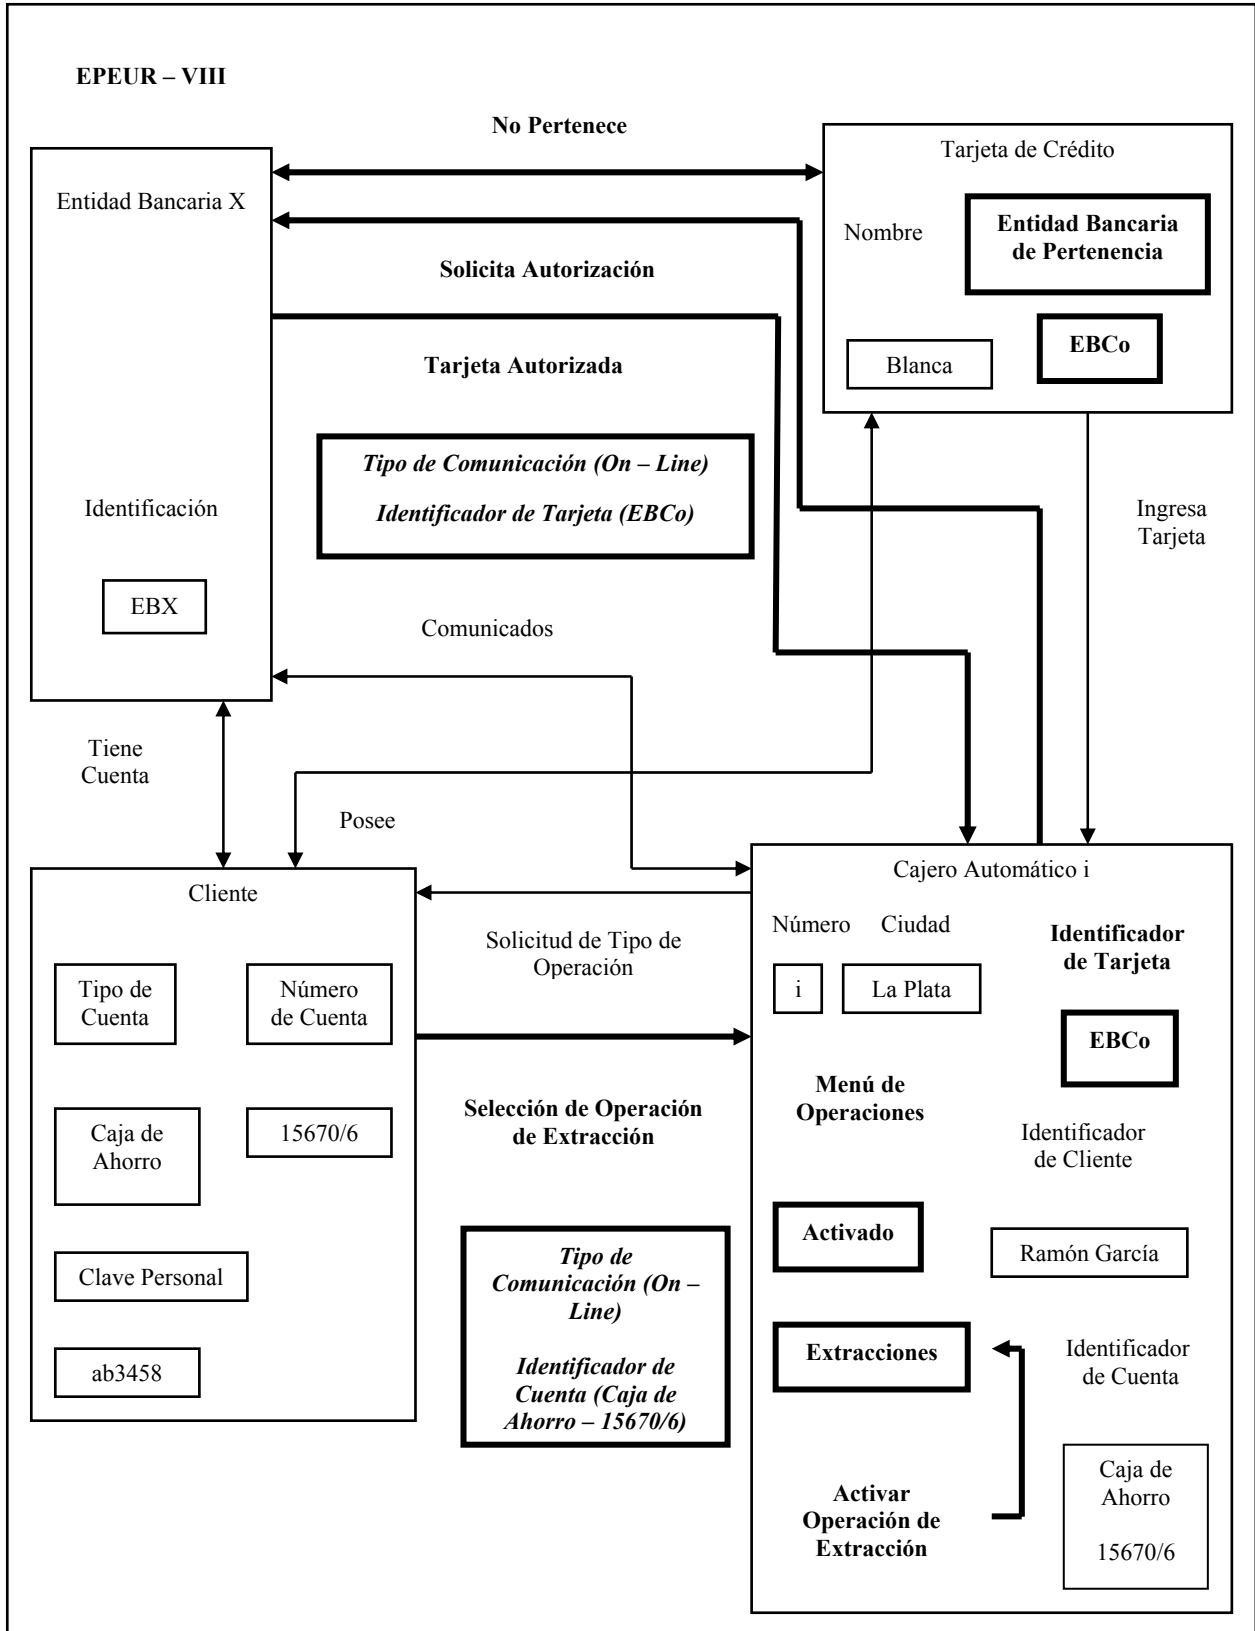 EPEUR – VIII
No Pertenece
Entidad Bancaria X
Identificación
EBX
Tarjeta de Crédito
Nombre
Entidad Bancaria
de Pertenencia
Blanca
EBCo
Solicita Autorización
Tarjeta Autorizada
Tipo de Comunicación (On – Line)
Identificador de Tarjeta (EBCo)
Ingresa
Tarjeta
Comunicados
Tiene
Cuenta
Posee
Cliente
Tipo de
Cuenta
Número
de Cuenta
Caja de
Ahorro
15670/6
Clave Personal
ab3458
Solicitud de Tipo de
Operación
Selección de Operación
de Extracción
Tipo de
Comunicación (On –
Line)
Identificador de
Cuenta (Caja de
Ahorro – 15670/6)
Cajero Automático i
Número
Ciudad
Identificador
de Tarjeta
i
La Plata
EBCo
Menú de
Operaciones
Identificador
de Cliente
Activado
Ramón García
Extracciones
Identificador
de Cuenta
Activar
Operación de
Extracción
Caja de
Ahorro
15670/6